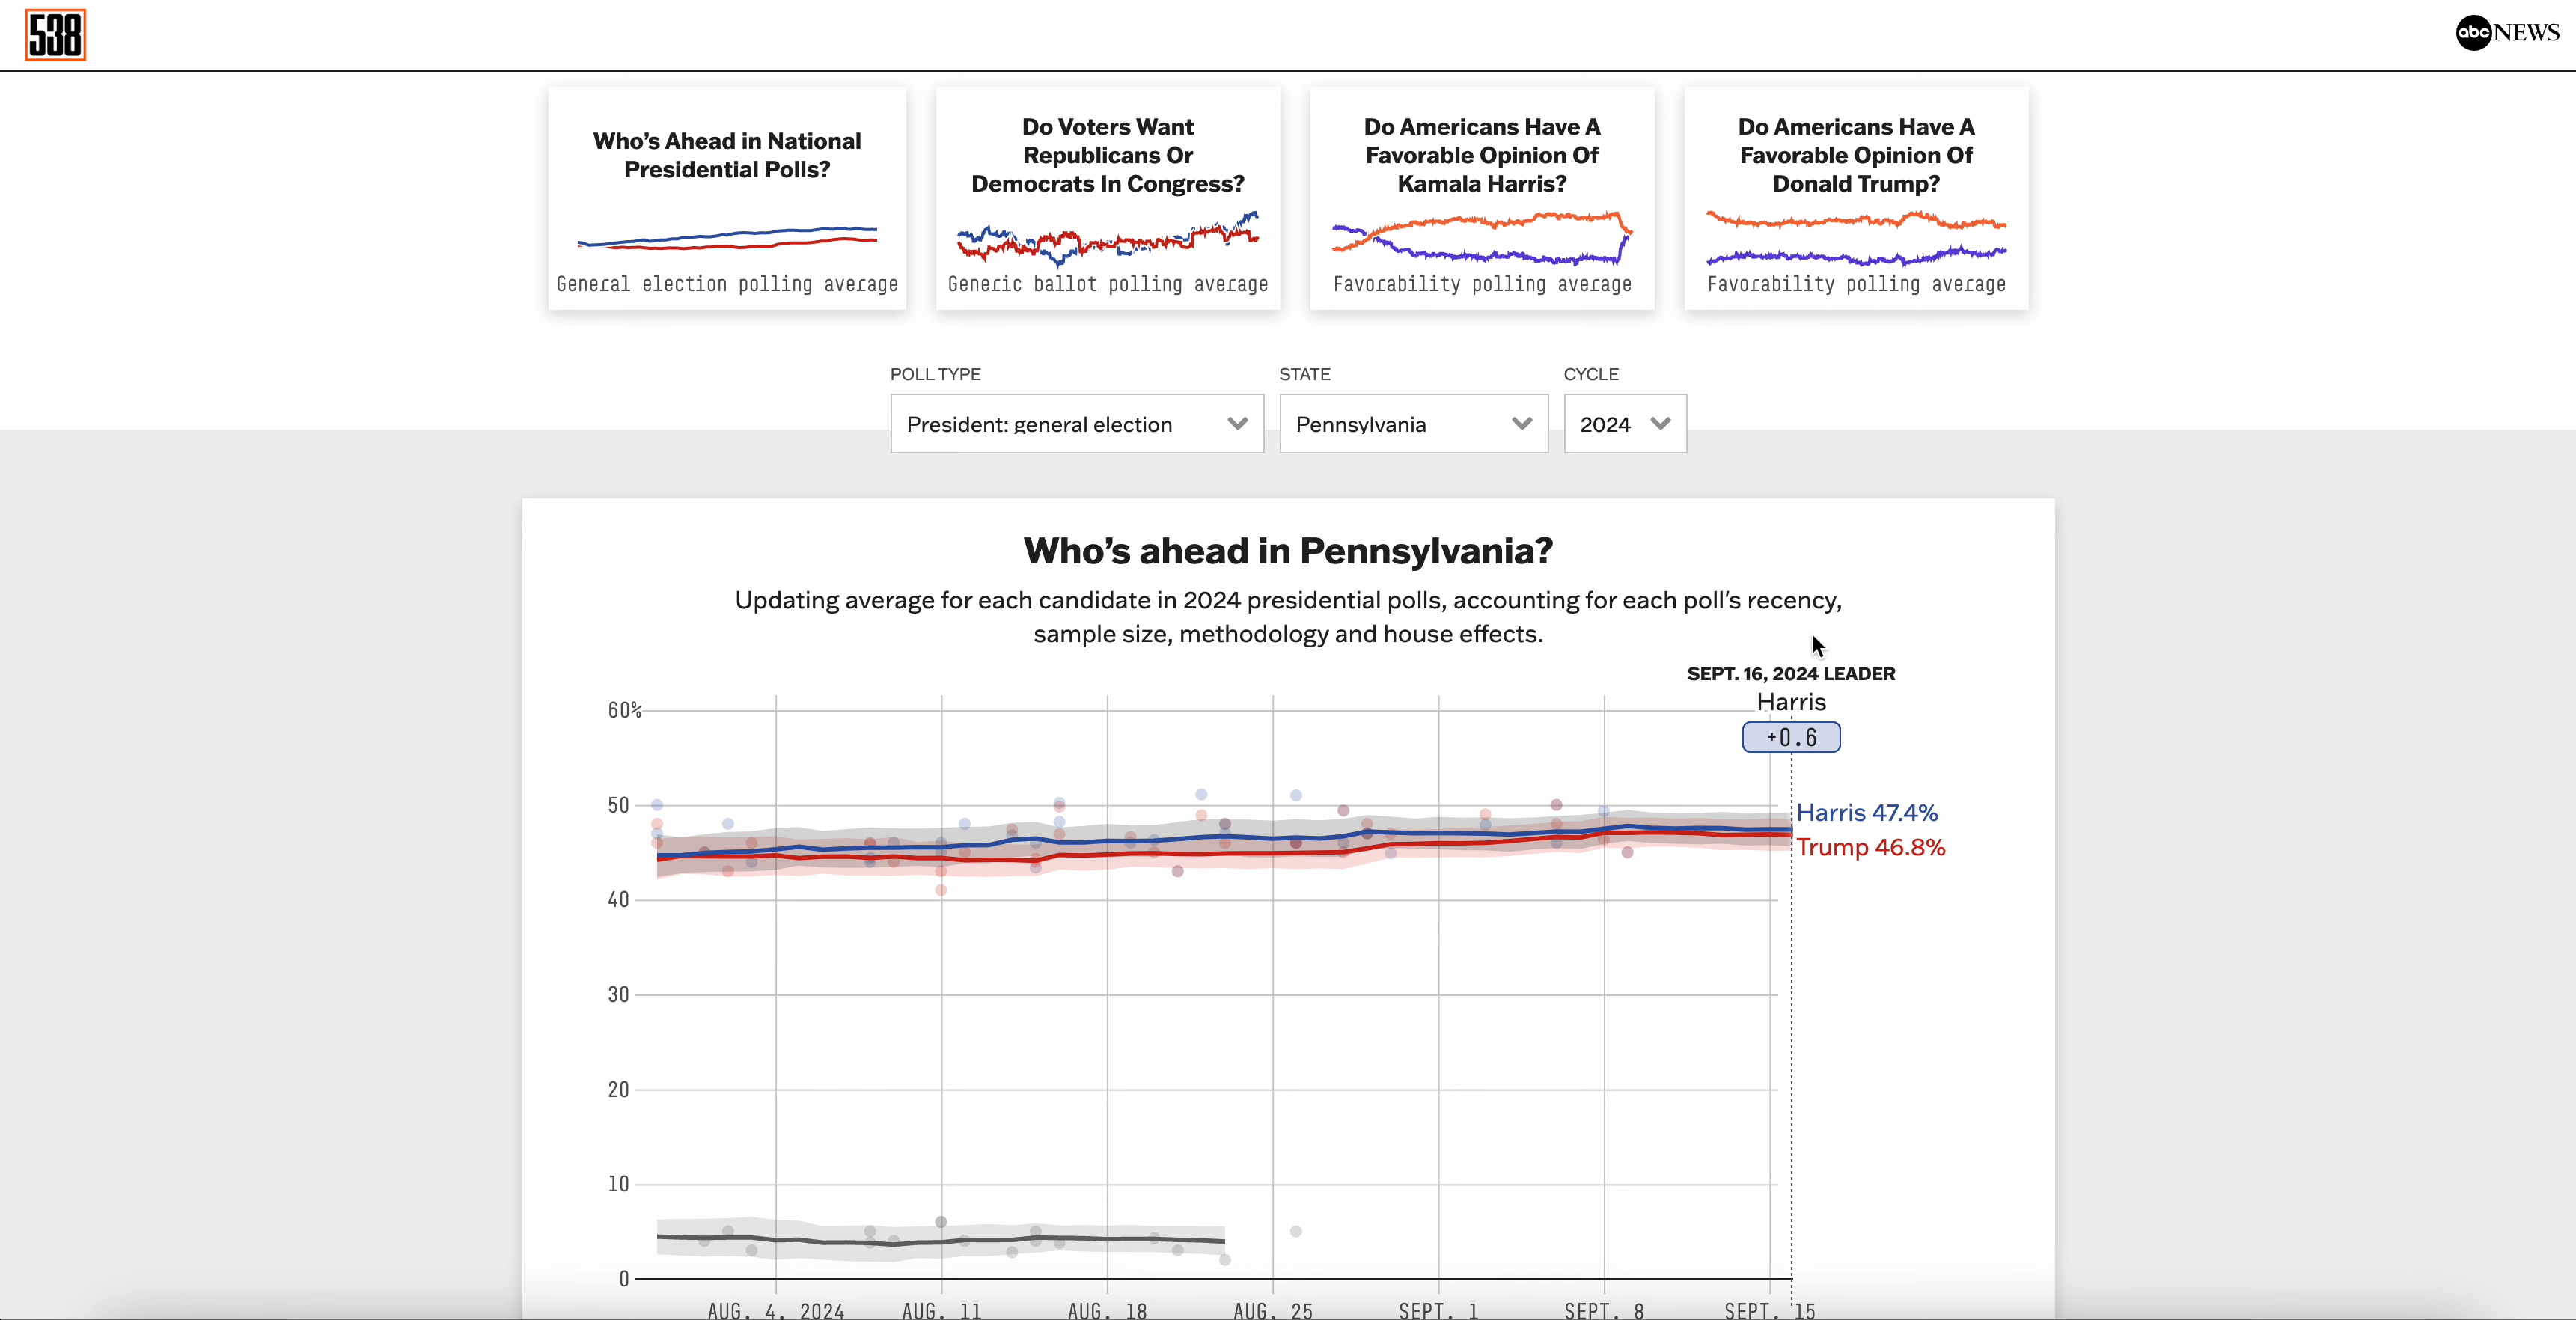 538
abc NEWS
Who's Ahead in National
Presidential Polls?
General election polling average
Do Voters Want
Republicans Or
Democrats In Congress?
Generic ballot polling average
Do Americans Have A
Favorable Opinion Of
Kamala Harris?
Favorability polling average
Do Americans Have A
Favorable Opinion Of
Donald Trump?
Favorability polling average
POLL TYPE
President: general election
STATE
Pennsylvania
CYCLE
2024
Who's ahead in Pennsylvania?
Updating average for each candidate in 2024 presidential polls, accounting for each poll's recency,
sample size, methodology and house effects.
SEPT. 16, 2024 LEADER
Harris
+0.6
60%
50
Harris 47.4%
Trump 46.8%
40
30
20
10
0
AUG. 4, 2024 AUG. 11 AUG. 18 AUG. 25 SEPT. 1 SEPT. 8 SEPT. 15